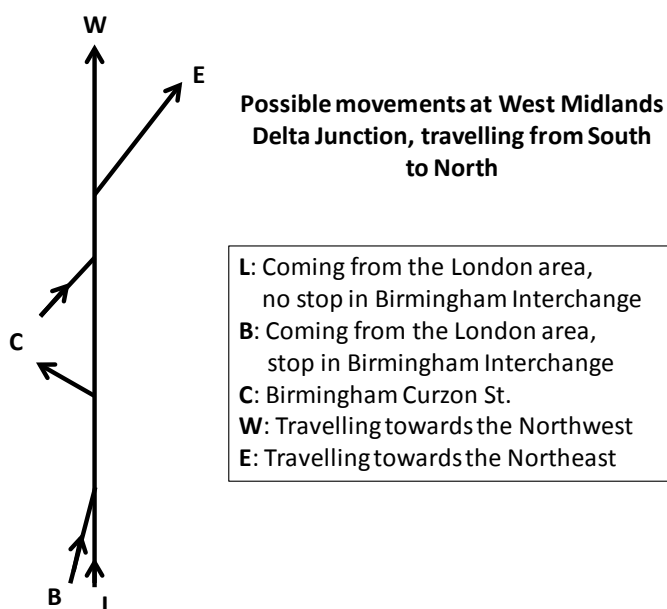 W
E
Possible movements at West Midlands
Delta Junction, travelling from South
to North
L: Coming from the London area,
no stop in Birmingham Interchange
B: Coming from the London area,
stop in Birmingham Interchange
C: Birmingham Curzon St.
W: Travelling towards the Northwest
E: Travelling towards the Northeast
C
B
L